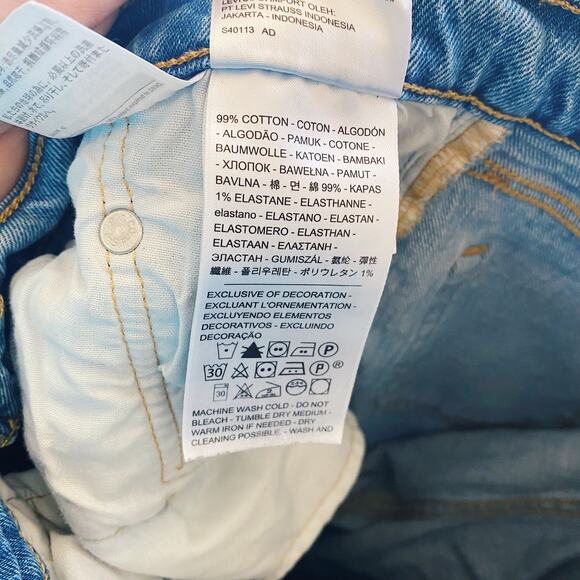 PT LEVI STRAUSS INDONESIA
JAKARTA - INDONESIA
S40113 AD
99% COTTON - COTON - ALGODÓN
- ALGODÃO - PAMUK - COTONE -
BAUMWOLLE - KATOEN - BAMBAKI
- ХЛОПОК - BAWEŁNA - PAMUT -
BAVLNA - 棉 - 면 - 綿 99% - KAPAS
1% ELASTANE - ELASTHANNE -
elastano - ELASTANO - ELASTAN -
ELASTOMERO - ELASTHAN -
ELASTAAN - ΕΛΑΣΤΑΝΗ -
ЭЛАСТАН - GUMISZÁL - 氨纶 - 彈性
纖維 - 폴리우레탄 - ポリウレタン 1%
EXCLUSIVE OF DECORATION -
EXCLUANT L'ORNEMENTATION -
EXCLUYENDO ELEMENTOS
DECORATIVOS - EXCLUINDO
DECORAÇÃO
P
30 P ®
30
MACHINE WASH COLD - DO NOT
BLEACH - TUMBLE DRY MEDIUM -
WARM IRON IF NEEDED - DRY
CLEANING POSSIBLE. - WASH AND